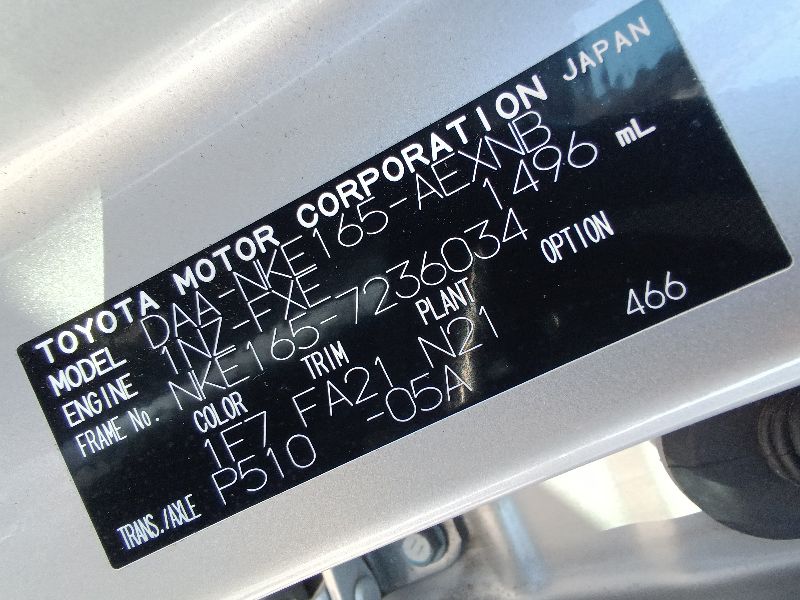 TOYOTA MOTOR CORPORATION JAPAN
MODEL DAA-NKE165-AEXNB
ENGINE 1NZ-FXE 1496 mL
FRAME No. NKE165-7236034
COLOR TRIM PLANT OPTION
1F7 FA21 N21 466
TRANS./AXLE P510 -05A